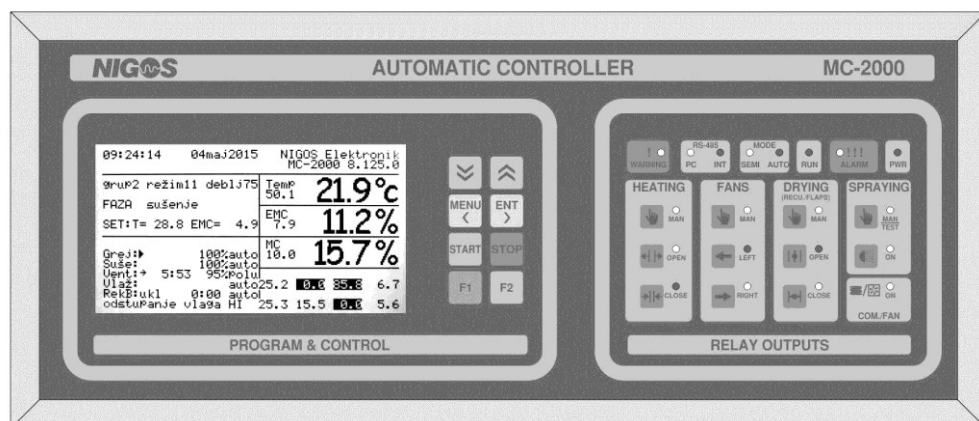 NIGOS AUTOMATIC CONTROLLER MC-2000
09:24:14 04maj2015 NIGOS Elektronik
MC-2000 8.125.0
grup2 režim11 deblj75
FAZA sušenje
SET:T= 28.8 EMC= 4.9
Temp
50.1 21.9°c
EMC
7.9 11.2%
MC
10.0 15.7%
Grej: 100%auto
Suše: 100%auto
Vent: 5:53 95%polu
Vlaž: auto
RekB:ukl 0:00 autol
odstupanje vlaga HI
25.2 0.0 85.8 6.7
25.3 15.5 0.0 5.6
MENU
ENT
START
STOP
F1
F2
PROGRAM & CONTROL
! WARNING
RS-485
PC INT
MODE
SEMI AUTO
RUN
!!! ALARM
PWR
HEATING
MAN
OPEN
CLOSE
FANS
MAN
LEFT
RIGHT
DRYING
(RECU./FLAPS)
MAN
OPEN
CLOSE
SPRAYING
MAN
TEST
ON
ON
COM./FAN
RELAY OUTPUTS